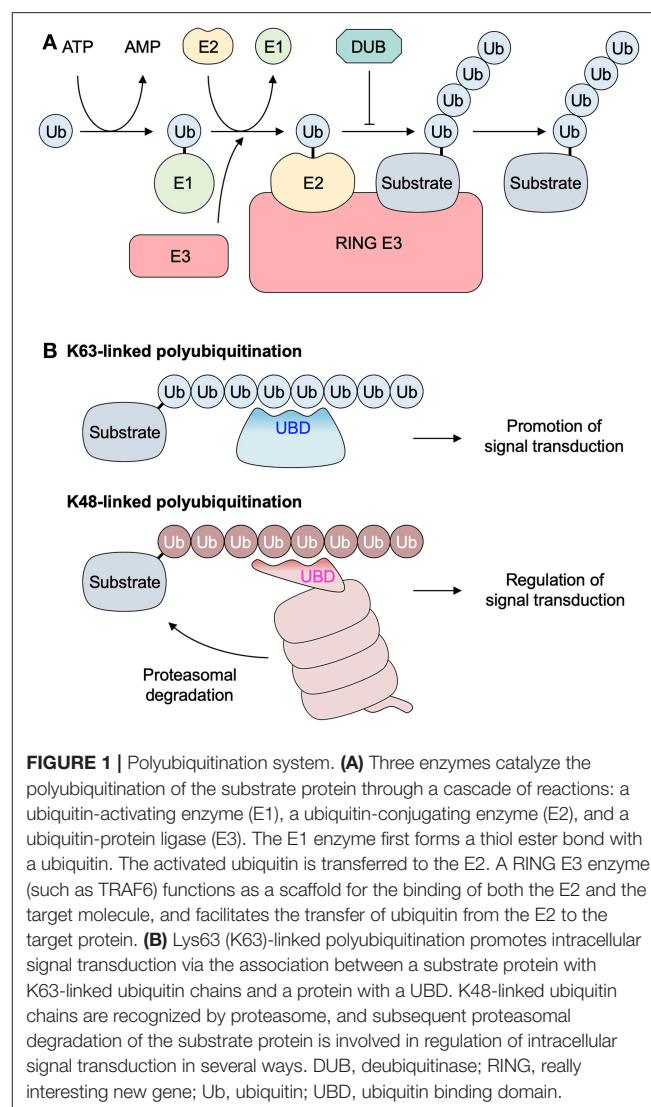 A
ATP
AMP
E2
E1
DUB
Ub
Ub
Ub
Ub
Ub
Ub
Ub
Ub
Ub
Ub
Ub
E1
E2
Substrate
Substrate
E3
RING E3
B K63-linked polyubiquitination
Ub Ub Ub Ub Ub Ub Ub Ub
Substrate
UBD
Promotion of
signal transduction
K48-linked polyubiquitination
Ub Ub Ub Ub Ub Ub Ub Ub
Substrate
UBD
Regulation of
signal transduction
Proteasomal
degradation
FIGURE 1 | Polyubiquitination system. (A) Three enzymes catalyze the
polyubiquitination of the substrate protein through a cascade of reactions: a
ubiquitin-activating enzyme (E1), a ubiquitin-conjugating enzyme (E2), and a
ubiquitin-protein ligase (E3). The E1 enzyme first forms a thiol ester bond with
a ubiquitin. The activated ubiquitin is transferred to the E2. A RING E3 enzyme
(such as TRAF6) functions as a scaffold for the binding of both the E2 and the
target molecule, and facilitates the transfer of ubiquitin from the E2 to the
target protein. (B) Lys63 (K63)-linked polyubiquitination promotes intracellular
signal transduction via the association between a substrate protein with
K63-linked ubiquitin chains and a protein with a UBD. K48-linked ubiquitin
chains are recognized by proteasome, and subsequent proteasomal
degradation of the substrate protein is involved in regulation of intracellular
signal transduction in several ways. DUB, deubiquitinase; RING, really
interesting new gene; Ub, ubiquitin; UBD, ubiquitin binding domain.